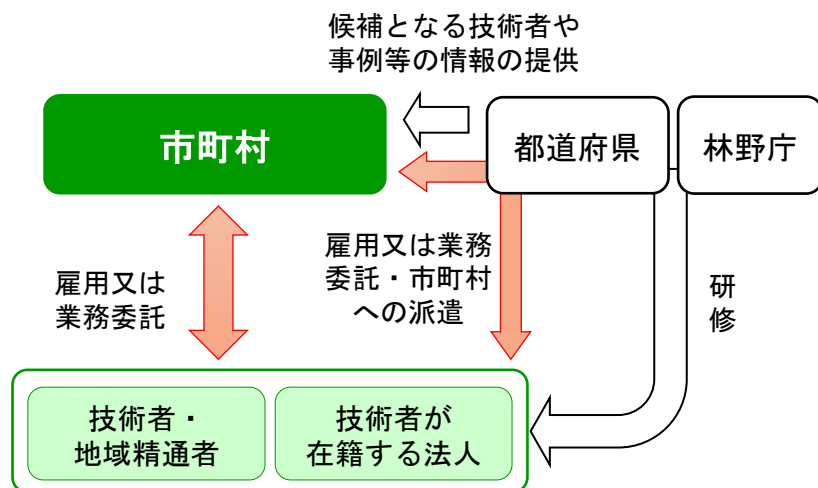 候補となる技術者や
事例等の情報の提供
市町村
都道府県
林野庁
雇用又は
業務委託
雇用又は業務
委託・市町村
への派遣
研
修
技術者・
地域精通者
技術者が
在籍する法人